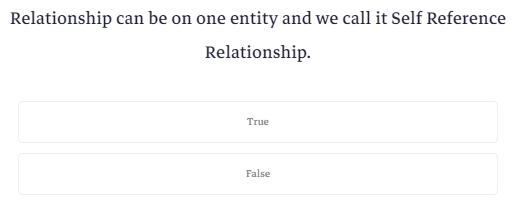 Relationship can be on one entity and we call it Self Reference
Relationship.
True
False